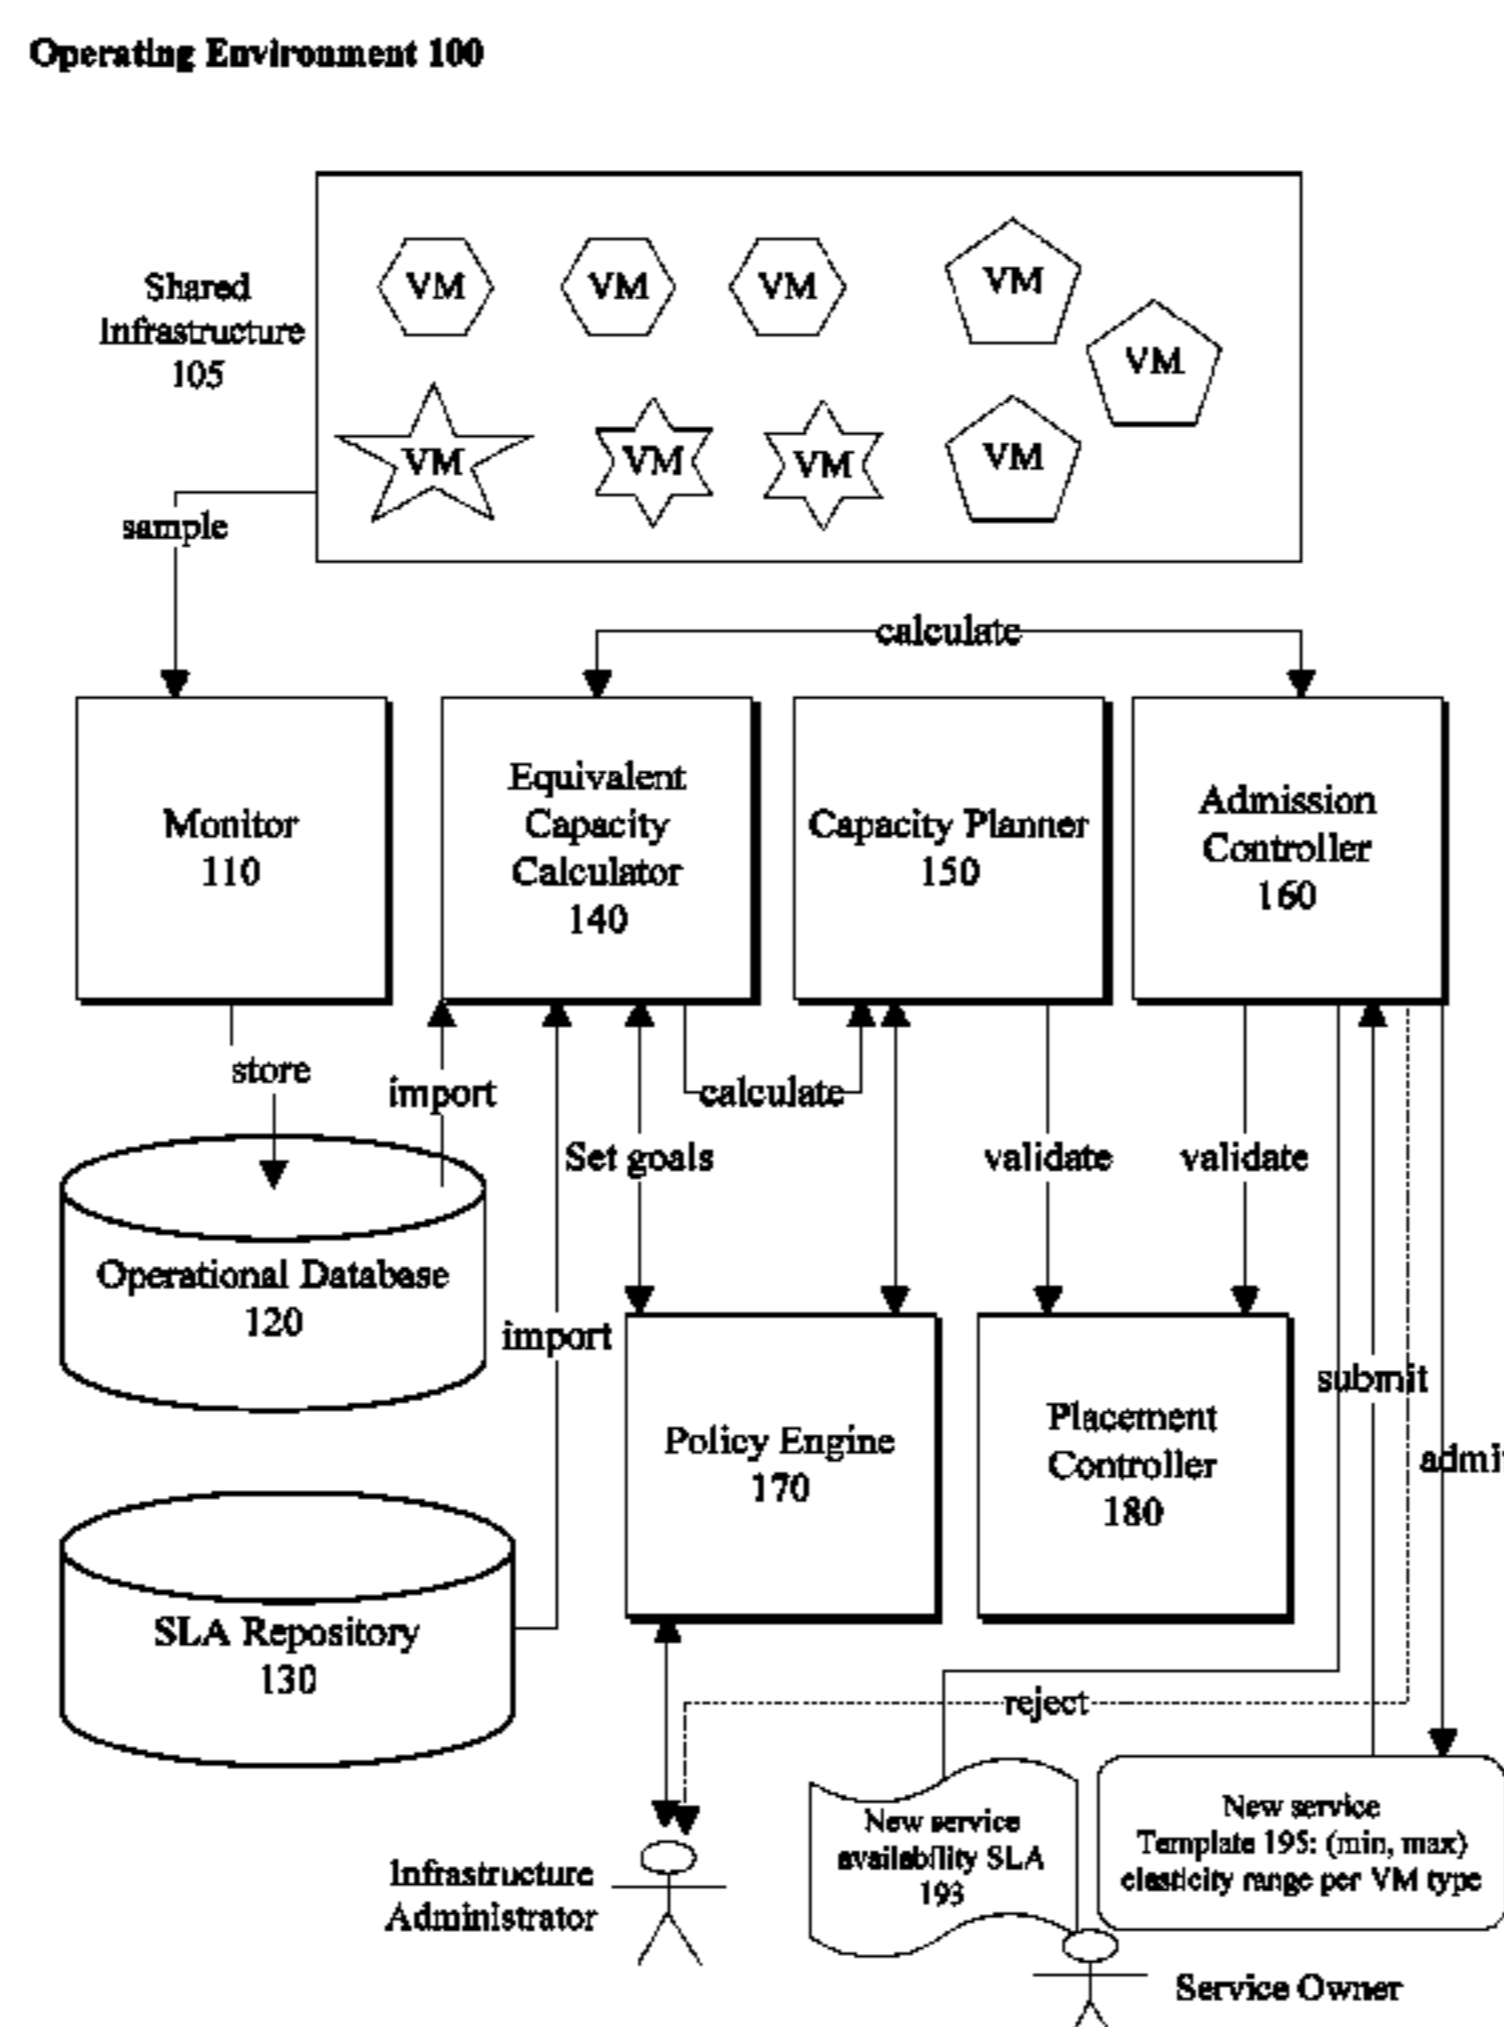 Operating Environment 100
VM
VM
VM
VM
VM
Shared
Infrastructure
105
VM
VM
VM
VM
sample
calculate
Monitor
110
Equivalent
Capacity
Calculator
140
Capacity Planner
150
Admission
Controller
160
store
import
calculate
Set goals
validate
validate
Operational Database
120
import
submit
admi
Policy Engine
170
Placement
Controller
180
SLA Repository
130
reject
New service
availability SLA
193
New service
Template 195: (min, max)
elasticity range per VM type
Infrastructure
Administrator
Service Owner